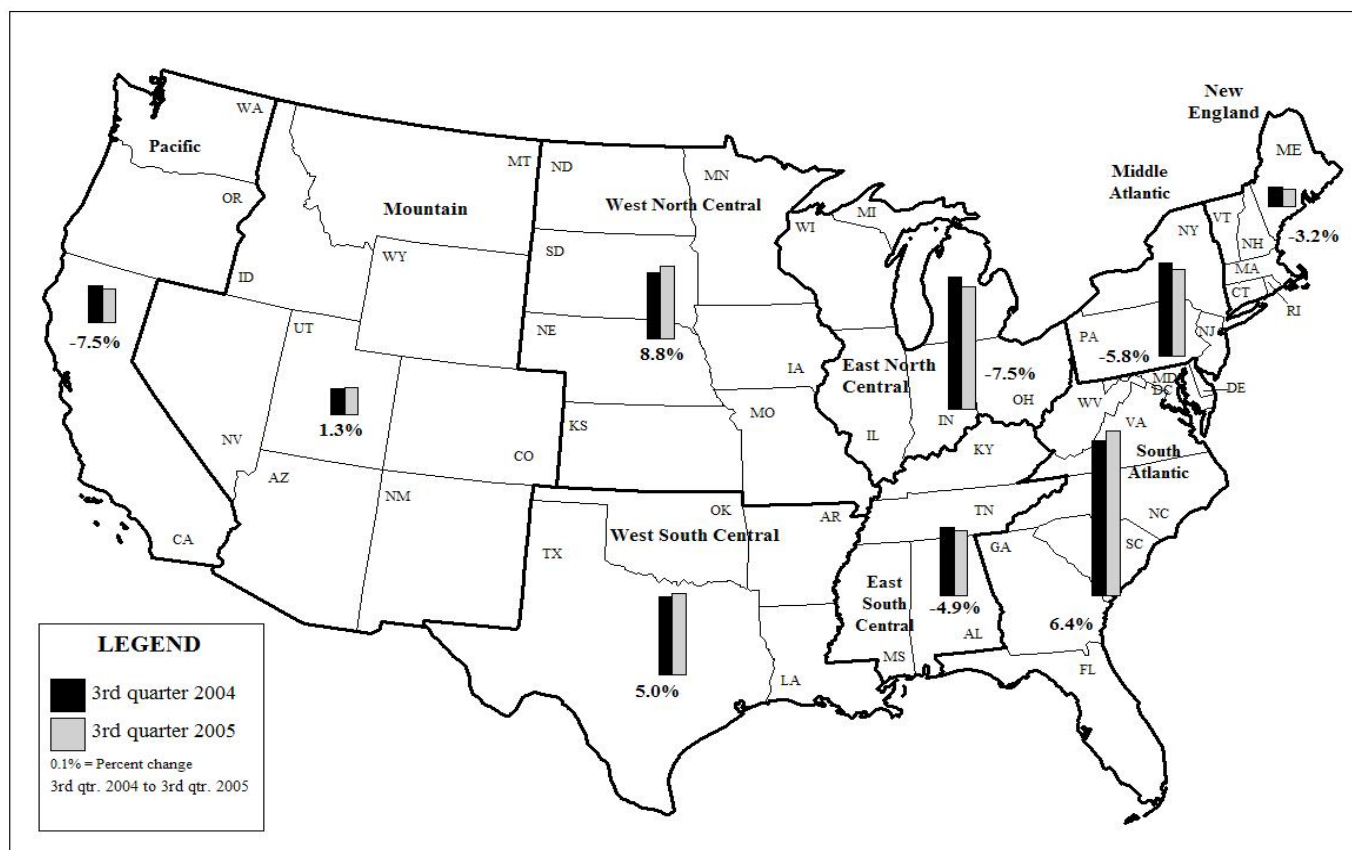 New
England
WA
ME
Pacific
MT
ND
MN
Middle
Atlantic
OR
Mountain
West North Central
MI
WI
VT
NY
NH
-3.2%
SD
WY
MA
ID
CT
RI
UT
NE
PA
NJ
-7.5%
8.8%
-5.8%
East North
Central
-7.5%
IA
MD
DC
DE
OH
WV
MO
1.3%
KS
IN
VA
NV
IL
KY
South
Atlantic
CO
AZ
NM
OK
AR
TN
NC
West South Central
CA
TX
GA
SC
East
South
Central
-4.9%
6.4%
AL
MS
FL
LA
5.0%
LEGEND
3rd quarter 2004
3rd quarter 2005
0.1% = Percent change
3rd qtr. 2004 to 3rd qtr. 2005